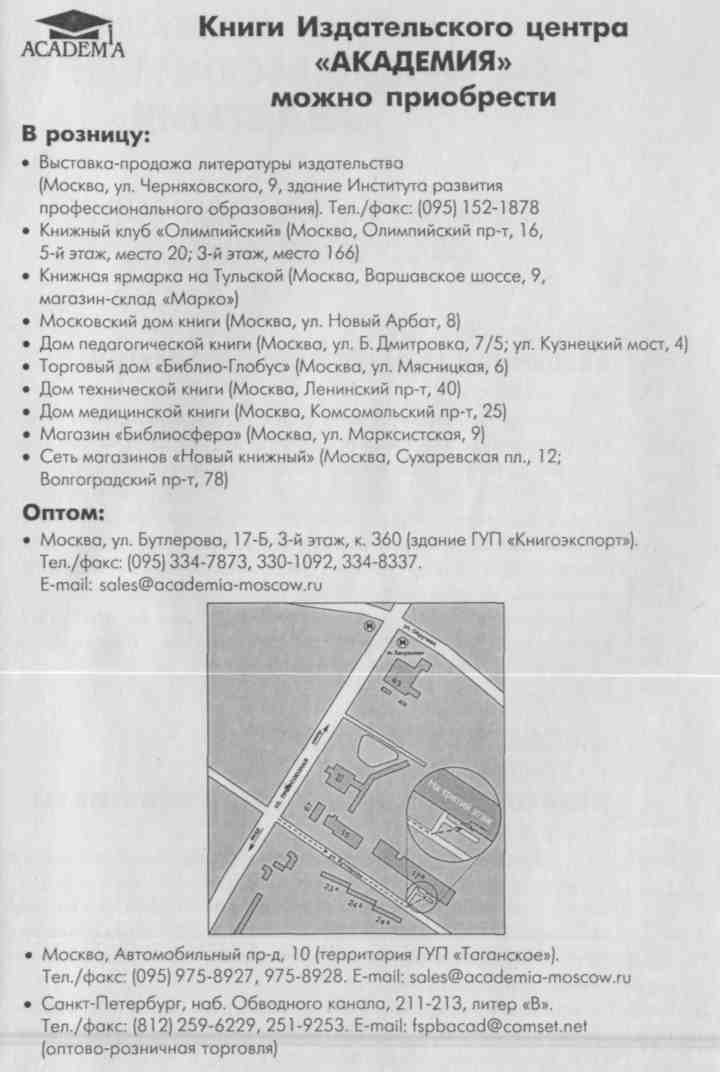 ACADEMA
Книги Издательского центра
«АКАДЕМИЯ»
можно приобрести
В розницу:
• Выставка-продажа литературы издательства
(Москва, ул. Черняховского, 9, здание Института развития
профессионального образования). Тел./факс: (095) 152-1878
• Книжный клуб «Олимпийский» (Москва, Олимпийский пр-т, 16,
5-й этаж, место 20; 3-й этаж, место 166)
• Книжная ярмарка на Тульской (Москва, Варшавское шоссе, 9,
магазин-склад «Марко»)
• Московский дом книги (Москва, ул. Новый Арбат, 8)
• Дом педагогической книги (Москва, ул. Б. Дмитровка, 7/5; ул. Кузнецкий мост, 4)
• Торговый дом «Библио-Глобус» (Москва, ул. Мясницкая, 6)
• Дом технической книги (Москва, Ленинский пр-т, 40)
• Дом медицинской книги (Москва, Комсомольский пр-т, 25)
• Магазин «Библиосфера» (Москва, ул. Марксистская, 9)
• Сеть магазинов «Новый книжный» (Москва, Сухаревская пл., 12;
Волгоградский пр-т, 78)
Оптом:
• Москва, ул. Бутлерова, 17-Б, 3-й этаж, к. 360 (здание ГУП «Книгоэкспорт»).
Тел./факс: (095) 334-7873, 330-1092, 334-8337.
E-mail: sales@academia-moscow.ru
М
М
43
На третий этаж
40
15
17б
23а
24а
• Москва, Автомобильный пр-д, 10 (территория ГУП «Таганское»).
Тел./факс: (095) 975-8927, 975-8928. E-mail: sales@academia-moscow.ru
• Санкт-Петербург, наб. Обводного канала, 211-213, литер «В».
Тел./факс: (812) 259-6229, 251-9253. E-mail: fspbacad@comset.net
(оптово-розничная торговля)